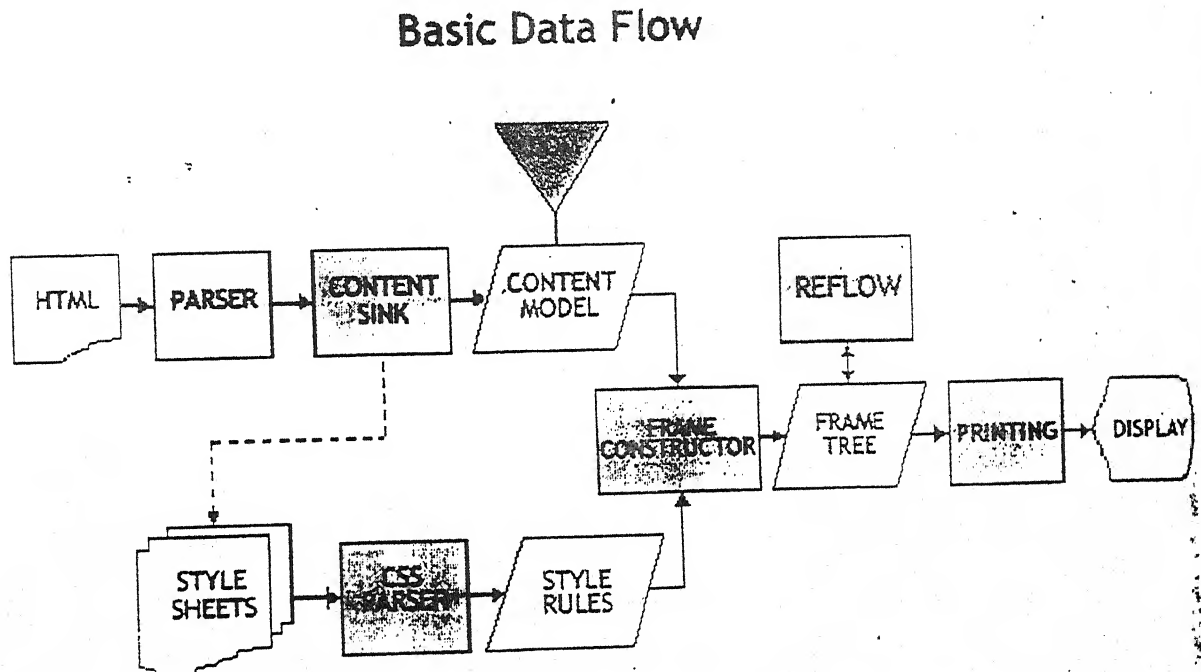 Basic Data Flow
HTML
PARSER
CONTENT
SINK
CONTENT
MODEL
REFLOW
FRAME
CONSTRUCTOR
FRAME
TREE
PRINTING
DISPLAY
STYLE
SHEETS
CSS
PARSER
STYLE
RULES